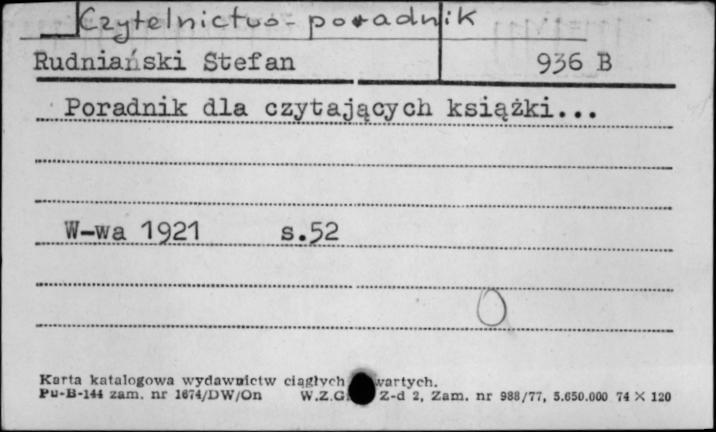 Czytelnictwo - poradnik
Rudniański Stefan 936 B
Poradnik dla czytających książki...
W-wa 1921 s.52
Karta katalogowa wydawnictw ciągłych wartych.
Pu-B-144 zam. nr 1674/DW/On W.Z.G. Z-d 2, Zam. nr 988/77, 5.650.000 74 × 120